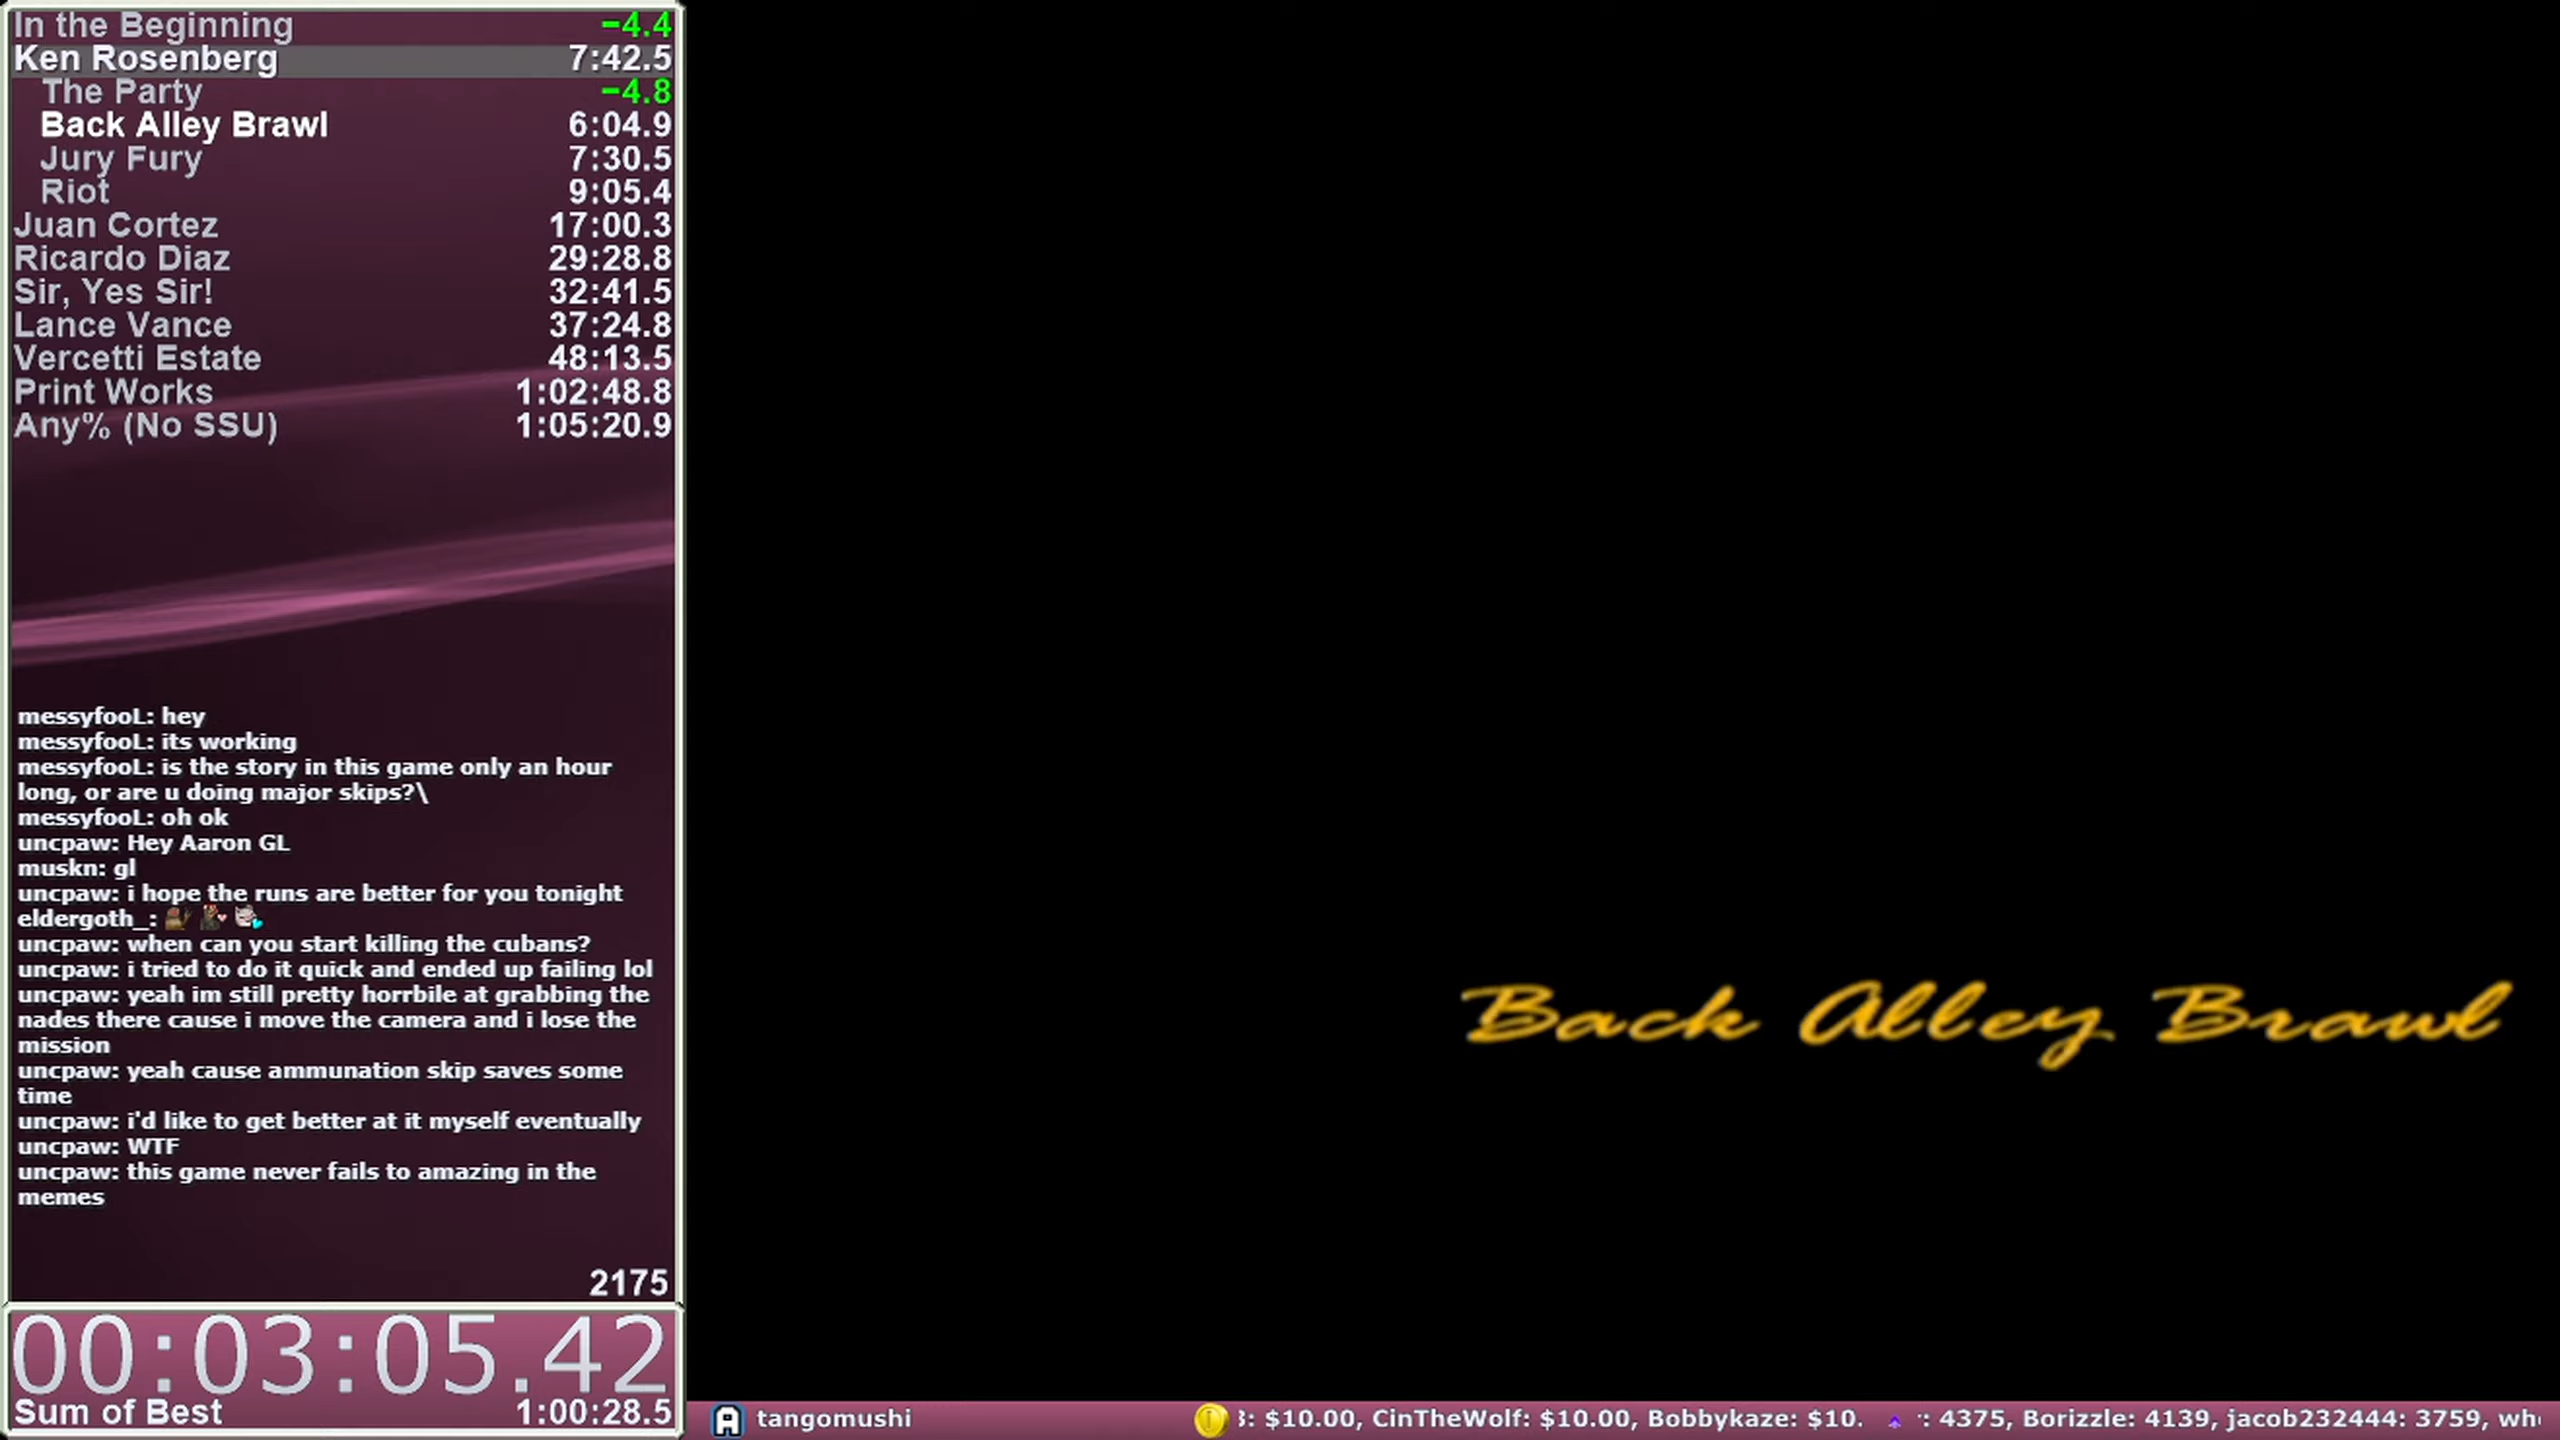 In the Beginning -4.4
Ken Rosenberg 7:42.5
The Party -4.8
Back Alley Brawl 6:04.9
Jury Fury 7:30.5
Riot 9:05.4
Juan Cortez 17:00.3
Ricardo Diaz 29:28.8
Sir, Yes Sir! 32:41.5
Lance Vance 37:24.8
Vercetti Estate 48:13.5
Print Works 1:02:48.8
Any% (No SSU) 1:05:20.9
messyfooL: hey
messyfooL: its working
messyfooL: is the story in this game only an hour
long, or are u doing major skips?\
messyfooL: oh ok
uncpaw: Hey Aaron GL
muskn: gl
uncpaw: i hope the runs are better for you tonight
eldergoth_:
uncpaw: when can you start killing the cubans?
uncpaw: i tried to do it quick and ended up failing lol
uncpaw: yeah im still pretty horrbile at grabbing the
nades there cause i move the camera and i lose the
mission
uncpaw: yeah cause ammunation skip saves some
time
uncpaw: i'd like to get better at it myself eventually
uncpaw: WTF
uncpaw: this game never fails to amazing in the
memes
2175
00:03:05.42
Sum of Best 1:00:28.5
Back Alley Brawl
A tangomushi
: $10.00, CinTheWolf: $10.00, Bobbykaze: $10. : 4375, Borizzle: 4139, jacob232444: 3759,